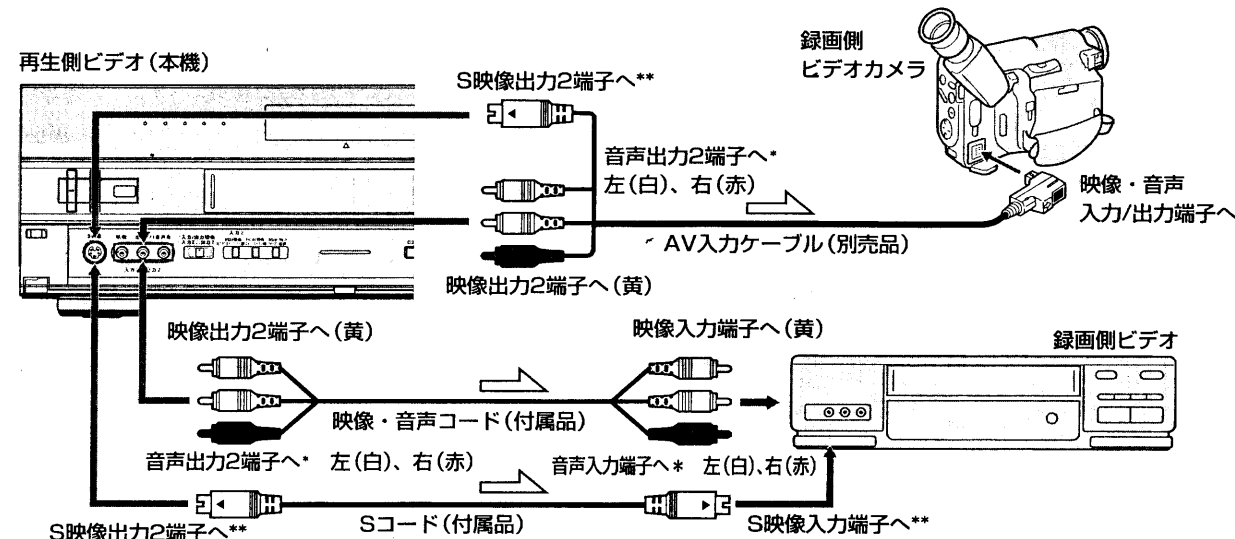 再生側ビデオ(本機)
S映像出力2端子へ**
録画側
ビデオカメラ
音声出力2端子へ*
左(白)、右(赤)
映像・音声
入力/出力端子へ
AV入力ケーブル(別売品)
映像出力2端子へ(黄)
映像出力2端子へ(黄)
映像入力端子へ(黄)
録画側ビデオ
映像・音声コード(付属品)
音声出力2端子へ* 左(白)、右(赤)
音声入力端子へ* 左(白)、右(赤)
Sコード(付属品)
S映像出力2端子へ**
S映像入力端子へ**